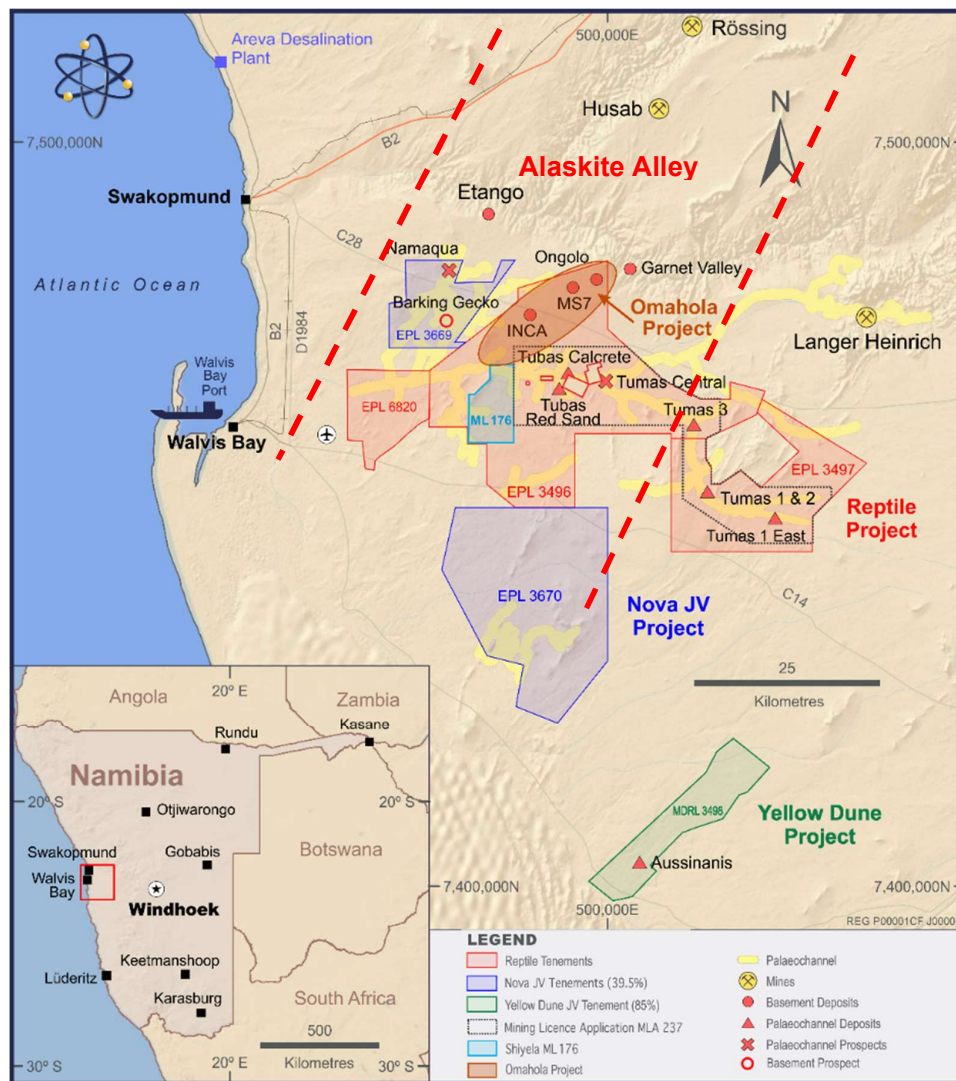 Areva Desalination
Plant
500,000E
Rössing
Husab
N
7,500,000N
7,500,000N
B2
Alaskite Alley
Swakopmund
Etango
C28
Namaqua
Ongolo
Garnet Valley
Atlantic Ocean
MS7
Omahola
Project
Barking Gecko
INCA
EPL 3669
B2
D1984
Langer Heinrich
Tubas Calcrete
Tumas Central
Walvis
Bay
Port
EPL 6820
Tubas
Red Sand
Tumas 3
ML 176
Walvis Bay
EPL 3497
EPL 3496
Tumas 1 & 2
Reptile
Project
Tumas 1 East
EPL 3670
Nova JV
Project
C14
25
Kilometres
MDRL 3498
Yellow Dune
Project
Aussinanis
7,400,000N
7,400,000N
500,000E
REG P00001CF J0000
Angola
20º E
Zambia
Kasane
Rundu
Namibia
20º S
20º S
Otjiwarongo
Swakopmund
Gobabis
Botswana
Walvis
Bay
Windhoek
Keetmanshoop
Lüderitz
Karasburg
South Africa
500
Kilometres
30º S
20º E
30º S
LEGEND
Reptile Tenements
Nova JV Tenements (39.5%)
Yellow Dune JV Tenement (85%)
Mining Licence Application MLA 237
Shiyela ML 176
Omahola Project
Palaeochannel
Mines
Basement Deposits
Palaeochannel Deposits
Palaeochannel Prospects
Basement Prospect